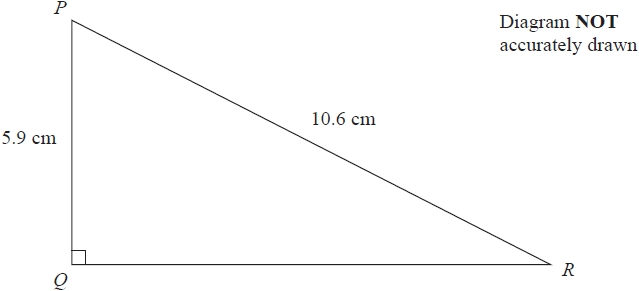 P
Diagram NOT
accurately drawn
10.6 cm
5.9 cm
R
Q